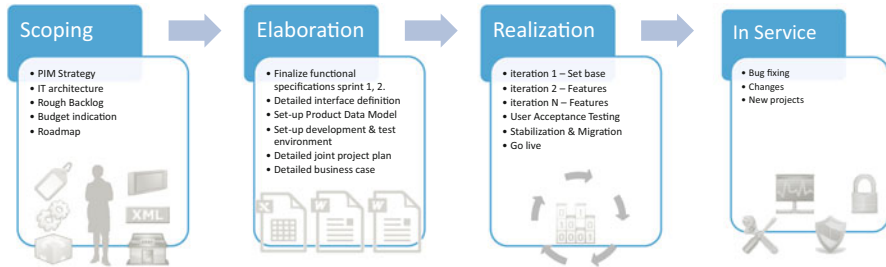 Scoping
• PIM Strategy
• IT architecture
• Rough Backlog
• Budget indication
• Roadmap
XML
Elaboration
• Finalize functional
specifications sprint 1, 2.
• Detailed interface definition
• Set-up Product Data Model
• Set-up development & test
environment
• Detailed joint project plan
• Detailed business case
X
W
W
Realization
• iteration 1 – Set base
• iteration 2 – Features
• iteration N – Features
• User Acceptance Testing
• Stabilization & Migration
• Go live
In Service
• Bug fixing
• Changes
• New projects